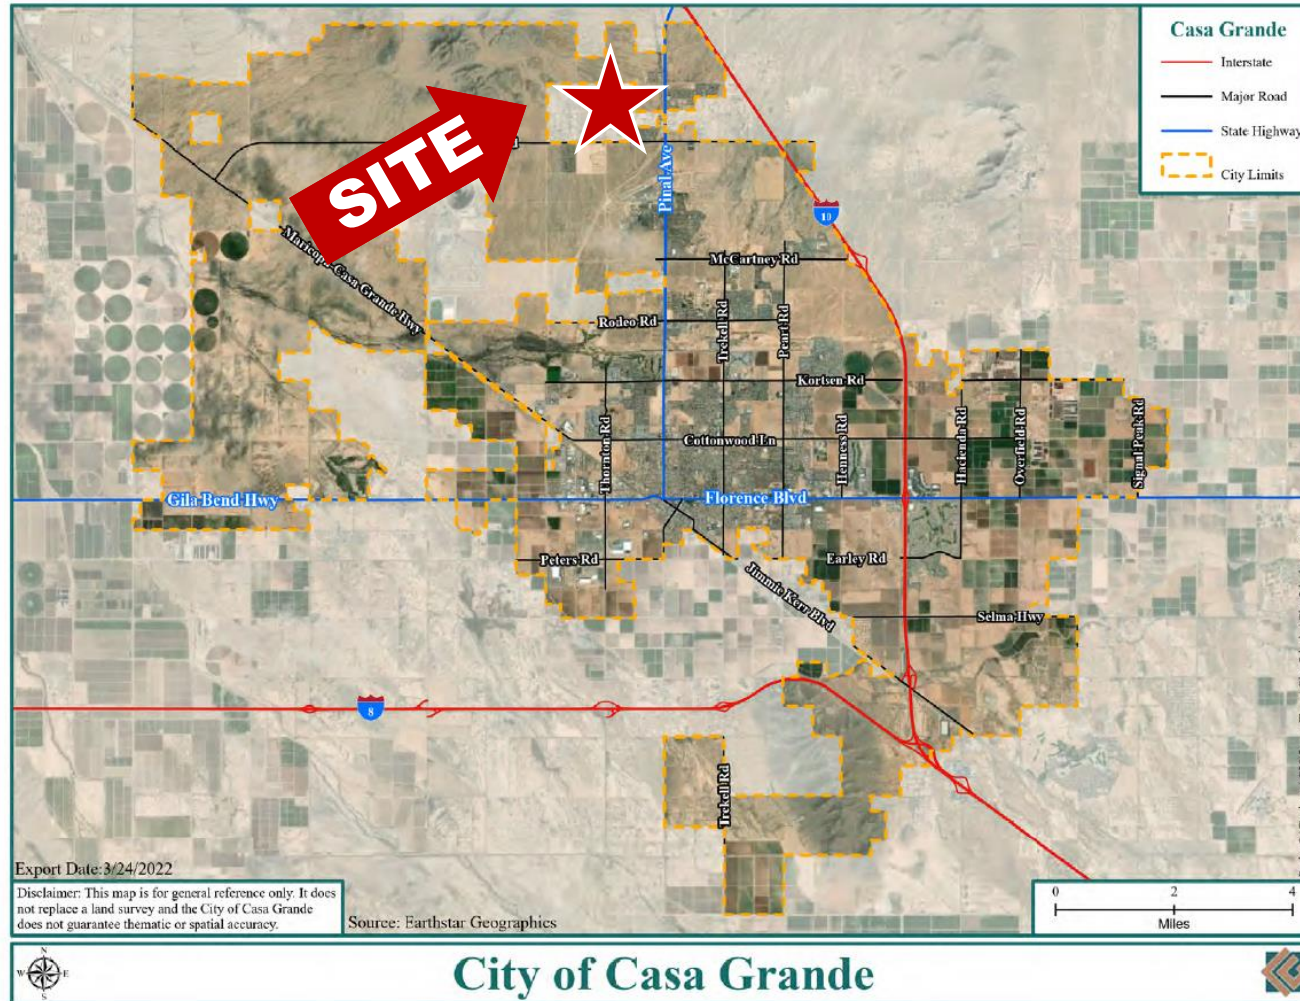 Casa Grande
Interstate
Major Road
State Highway
City Limits
SITE
d
Pinal Ave
10
Maricopa-Casa Grande Hwy
McCartney Rd
Rodeo Rd
Trekell Rd
Peart Rd
Kortsen Rd
Thornton Rd
Cottonwood Ln
Henness Rd
Hacienda Rd
Overfield Rd
Signal Peak Rd
Gila Bend Hwy
Florence Blvd
Peters Rd
Earley Rd
Jimmie Kerr Blvd
Selma Hwy
8
Trekell Rd
Export Date:3/24/2022
Disclaimer: This map is for general reference only. It does
not replace a land survey and the City of Casa Grande
does not guarantee thematic or spatial accuracy.
Source: Earthstar Geographics
0 2 4
Miles
N
W E
S
City of Casa Grande